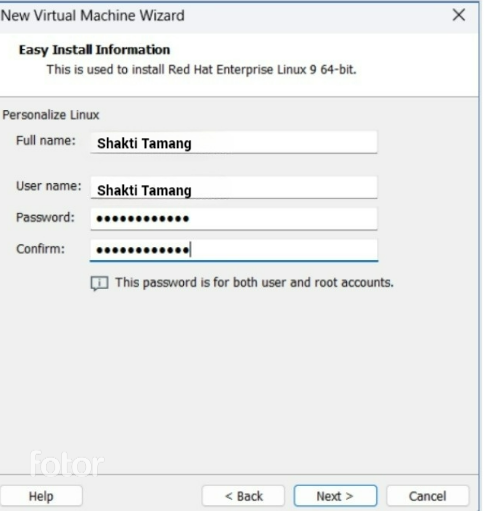 New Virtual Machine Wizard
Easy Install Information
This is used to install Red Hat Enterprise Linux 9 64-bit.
Personalize Linux
Full name: Shakti Tamang
User name: Shakti Tamang
Password: ●●●●●●●●●●●●
Confirm: ●●●●●●●●●●●●
This password is for both user and root accounts.
fotor
Help < Back Next > Cancel